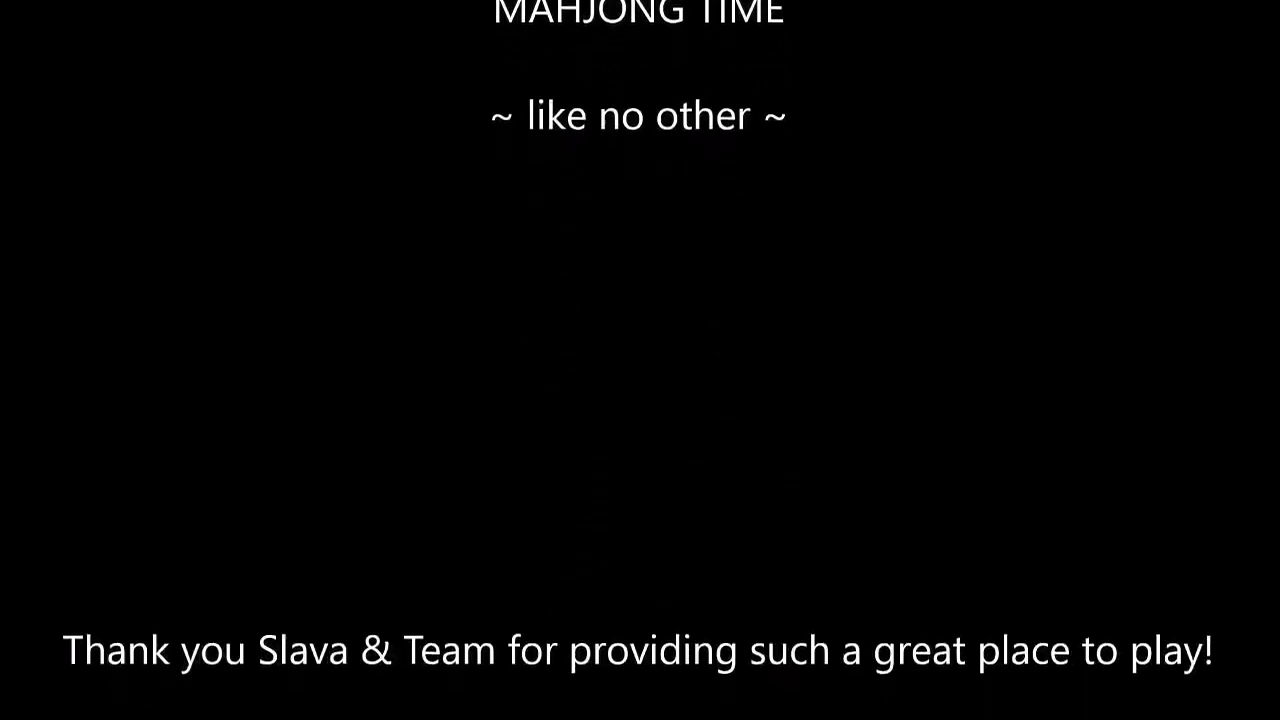 MAHJONG TIME
~ like no other ~
Thank you Slava & Team for providing such a great place to play!